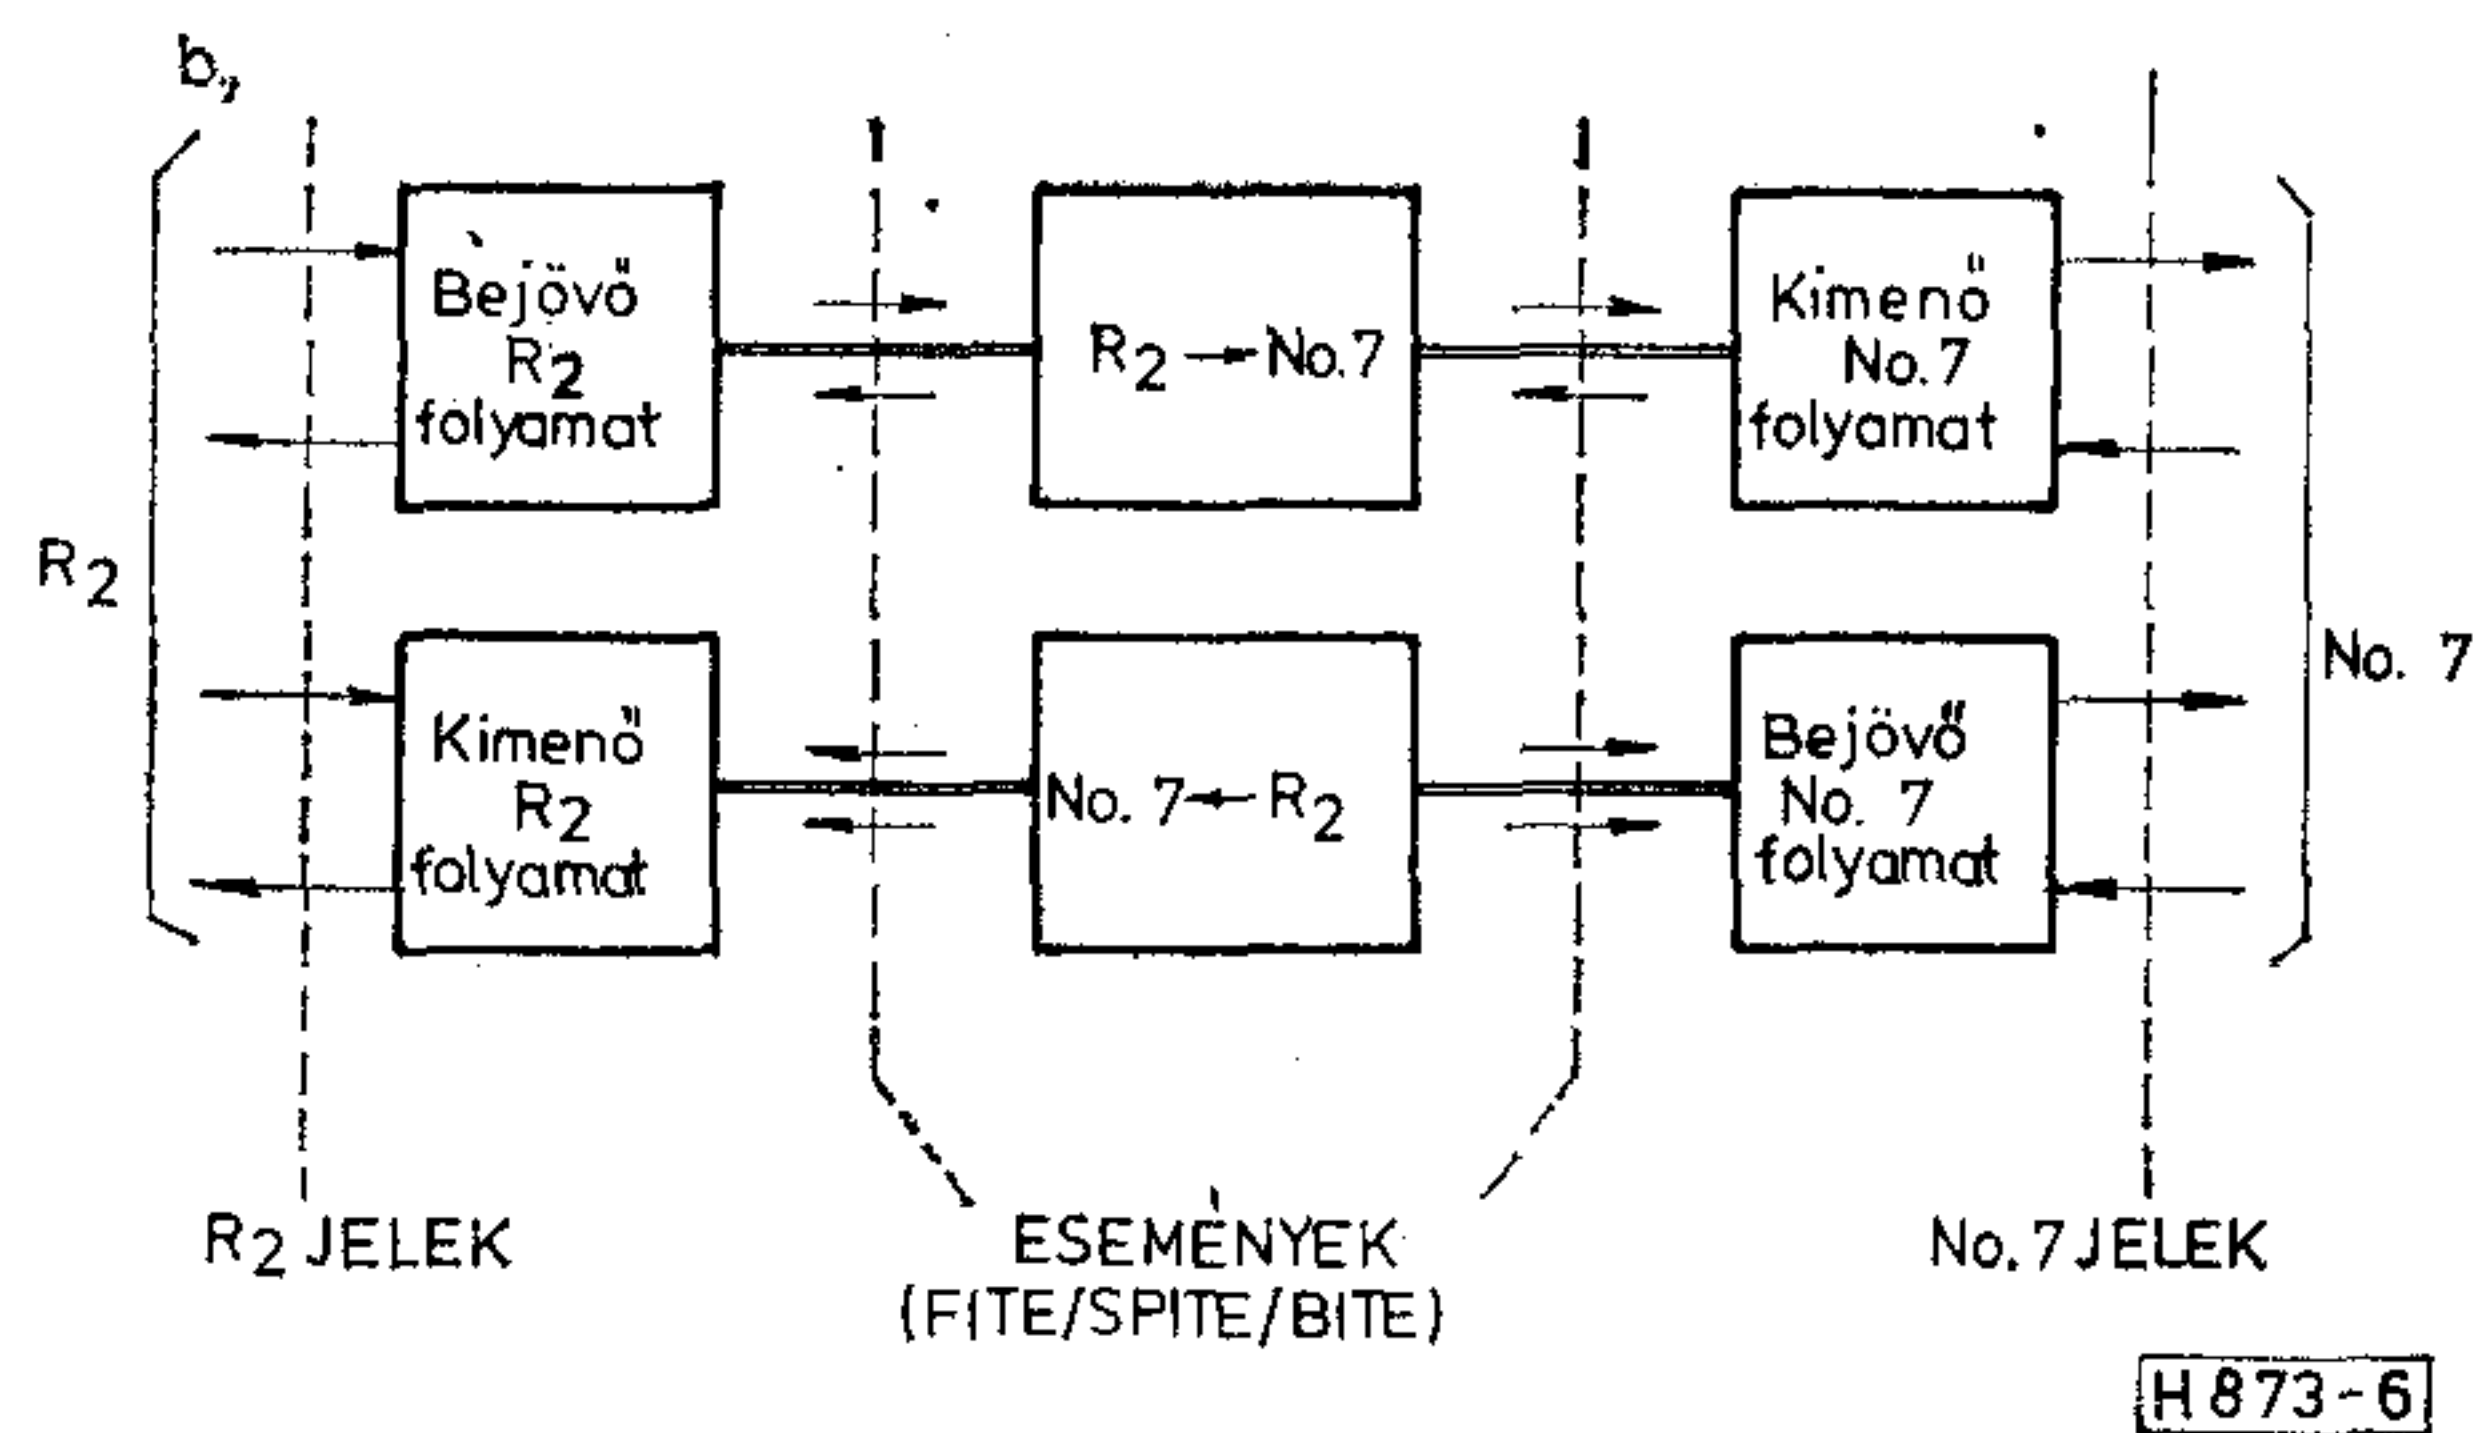 b,,
Bejövő
R2
folyamat
R2 → No.7
Kimenő
No.7
folyamat
R2
Kimenő
R2
folyamat
No. 7 ← R2
Bejövő
No. 7
folyamat
No. 7
R2 JELEK
ESEMÉNYEK
(FITE/SPITE/BITE)
No.7 JELEK
H873-6